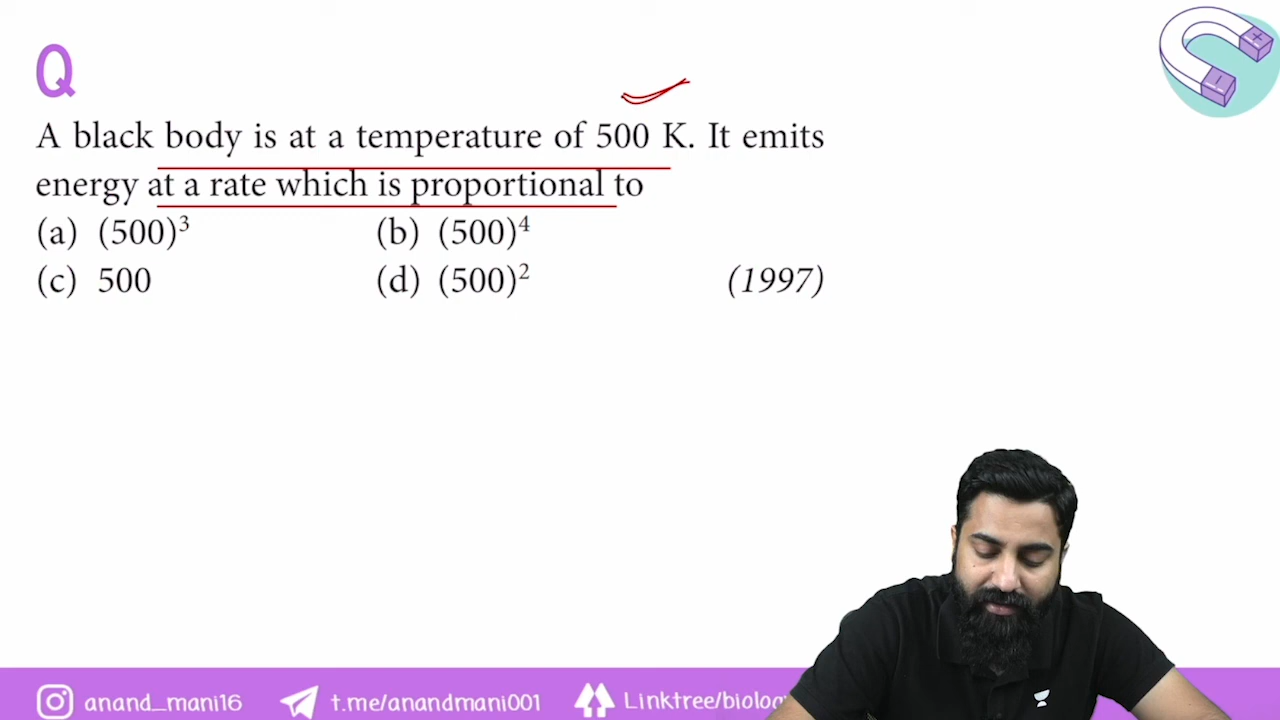 Q
A black body is at a temperature of 500 K. It emits
energy at a rate which is proportional to
(a) (500)³ (b) (500)⁴
(c) 500 (d) (500)² (1997)
anand_mani16 t.me/anandmani001 Linktree/biolog